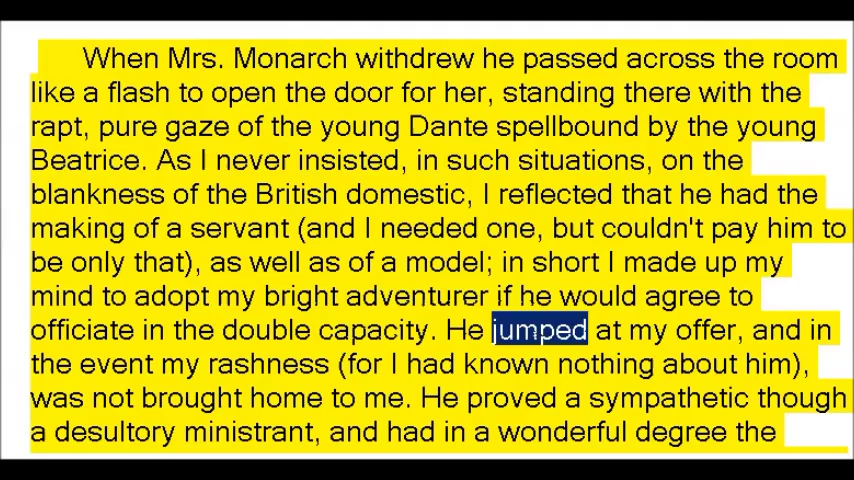 When Mrs. Monarch withdrew he passed across the room
like a flash to open the door for her, standing there with the
rapt, pure gaze of the young Dante spellbound by the young
Beatrice. As I never insisted, in such situations, on the
blankness of the British domestic, I reflected that he had the
making of a servant (and I needed one, but couldn't pay him to
be only that), as well as of a model; in short I made up my
mind to adopt my bright adventurer if he would agree to
officiate in the double capacity. He jumped at my offer, and in
the event my rashness (for I had known nothing about him),
was not brought home to me. He proved a sympathetic though
a desultory ministrant, and had in a wonderful degree the